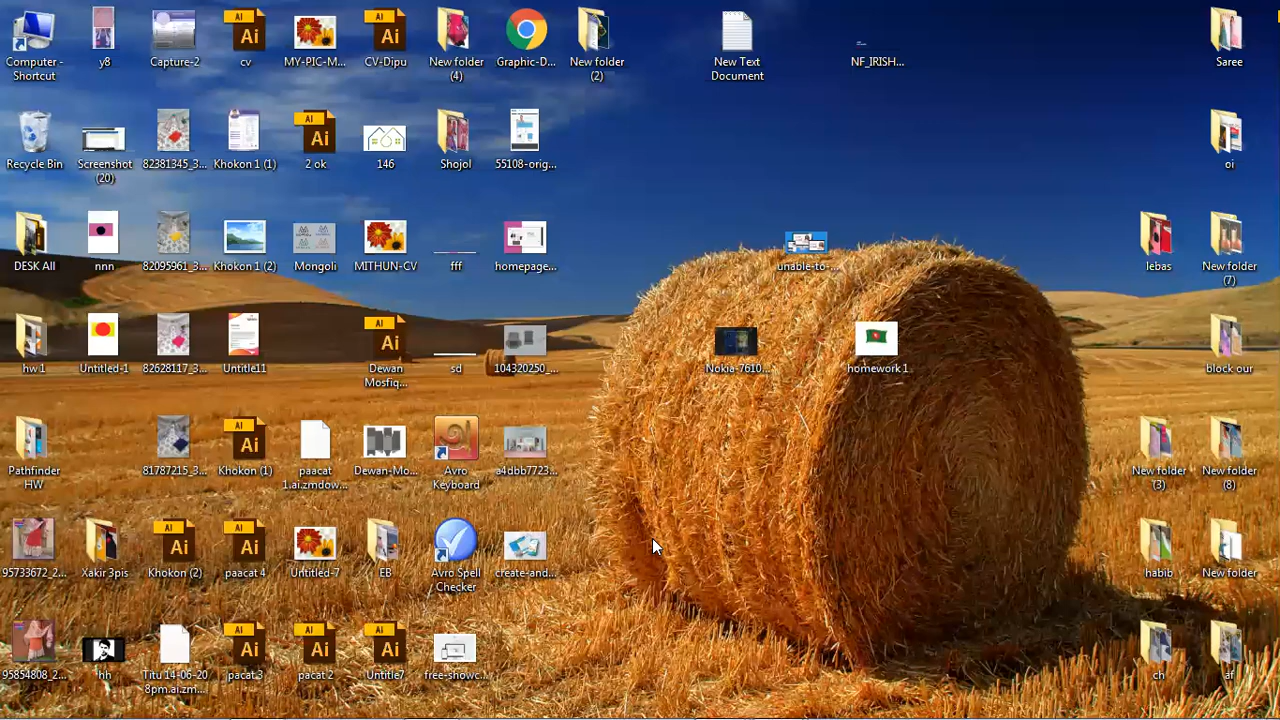 Computer - Shortcut
y8
Capture-2
cv
MY-PIC-M...
CV-Dipu
New folder (4)
Graphic-D...
New folder (2)
New Text Document
NF_IRISH...
Saree
Recycle Bin
Screenshot (20)
82381345_3...
Khokon 1 (1)
2 ok
146
Shojol
55108-orig...
oi
DESK All
nnn
82095961_3...
Khokon 1 (2)
Mongoli
MITHUN-CV
fff
homepage...
unable-to-...
lebas
New folder (7)
hw 1
Untitled-1
82628117_3...
Untitle11
Dewan Mosfiq...
sd
104320250_...
Nokia-7610...
homework 1
block our
Pathfinder HW
81787215_3...
Khokon (1)
paacat 1.ai.zmdow...
Dewan-Mo...
Avro Keyboard
a4dbb7723...
New folder (3)
New folder (8)
95733672_2...
Xakir 3pis
Khokon (2)
paacat 4
Untitled-7
EB
Avro Spell Checker
create-and...
habib
New folder
95854808_2...
hh
Titu 14-06-20 8pm.ai.zm...
pacat 3
pacat 2
Untitle7
free-showc...
ch
af